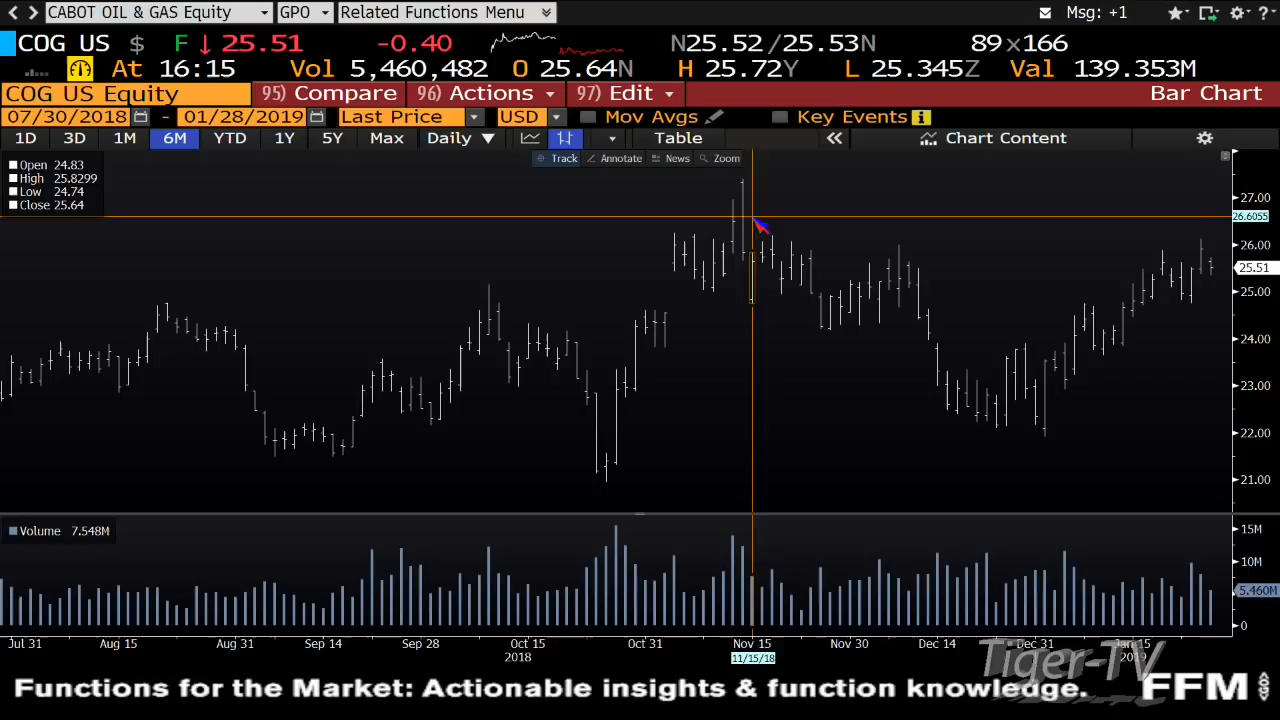 CABOT OIL & GAS Equity GPO Related Functions Menu Msg: +1 ?
COG US $ F ↓ 25.51 -0.40 N25.52/25.53N 89x166
At 16:15 Vol 5,460,482 O 25.64N H 25.72Y L 25.345Z Val 139.353M
COG US Equity 95) Compare 96) Actions 97) Edit Bar Chart
07/30/2018 - 01/28/2019 Last Price USD Mov Avgs Key Events i
1D 3D 1M 6M YTD 1Y 5Y Max Daily ▼ Table « Chart Content
Track Annotate News Zoom
Open 24.83
High 25.8299
Low 24.74
Close 25.64
27.00
26.6055
26.00
25.51
25.00
24.00
23.00
22.00
21.00
Volume 7.548M
15M
10M
5.460M
0
Jul 31 Aug 15 Aug 31 Sep 14 Sep 28 Oct 15 Oct 31 Nov 15 Nov 30 Dec 14 Dec 31 Jan 15
2018 11/15/18 2019
Tiger-TV
Functions for the Market: Actionable insights & function knowledge. FFM